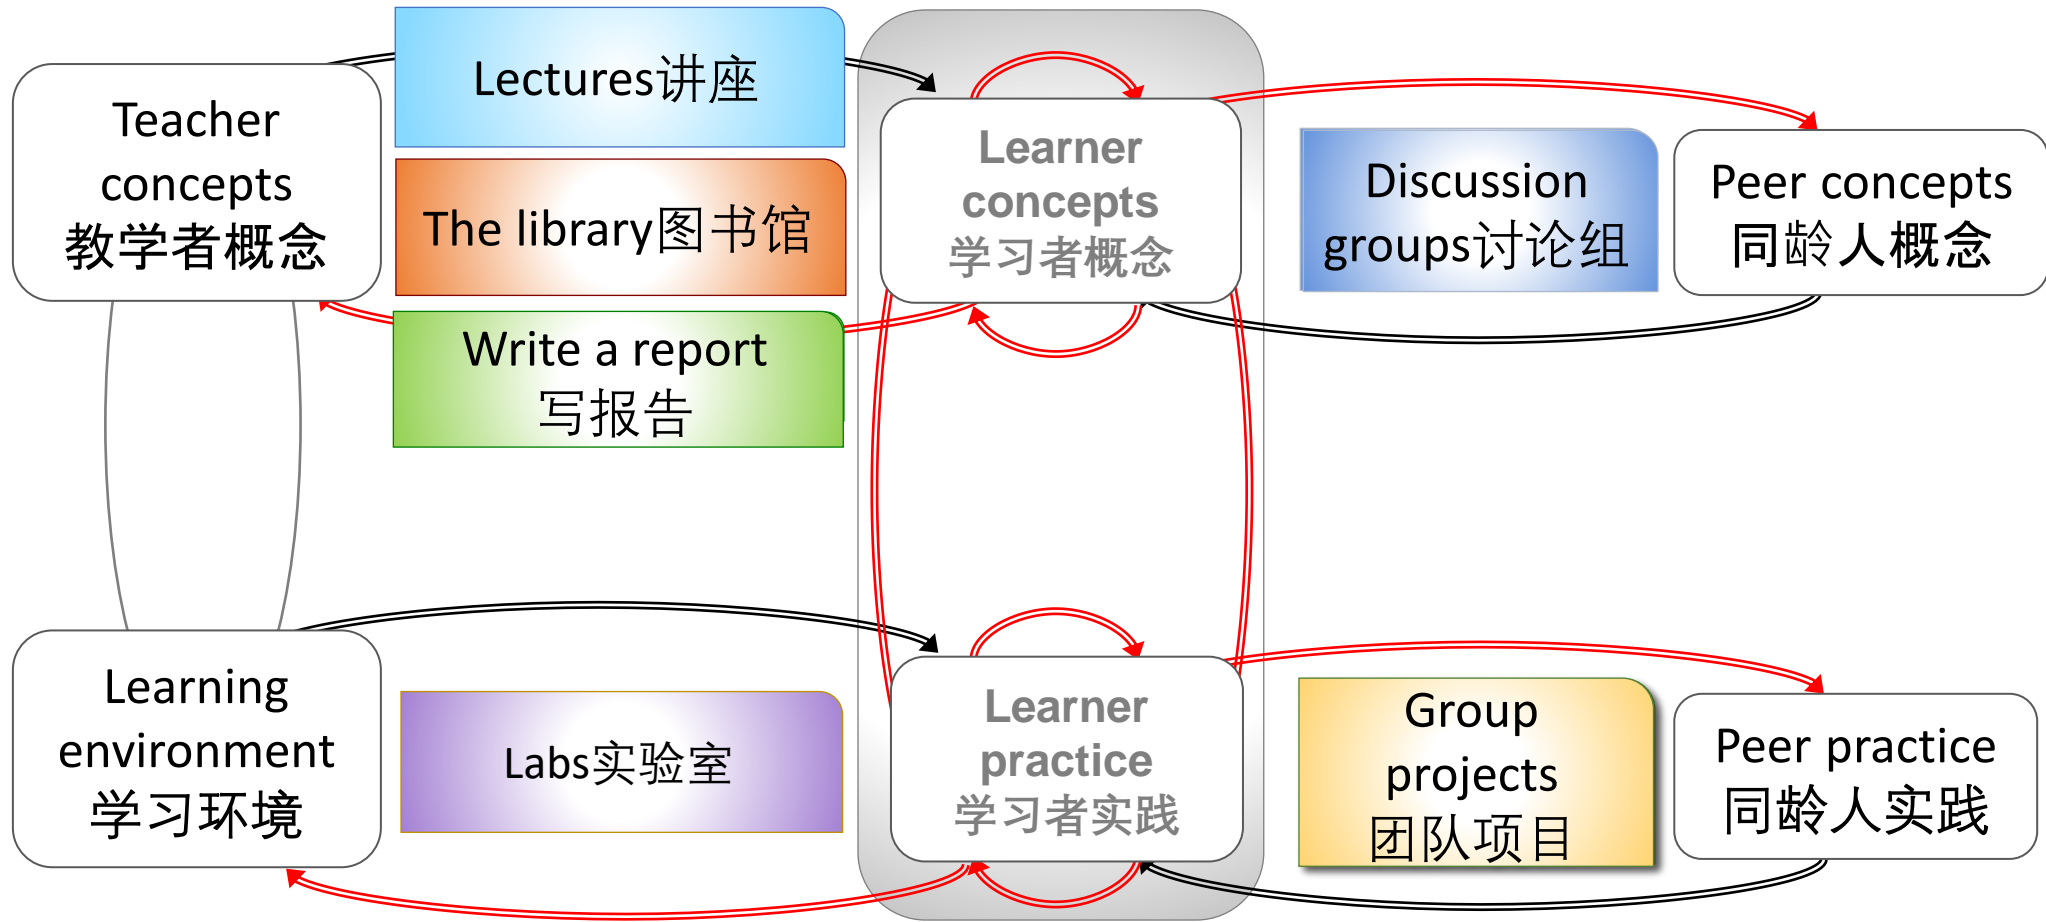 Lectures讲座
Teacher
concepts
教学者概念
The library图书馆
Write a report
写报告
Learner
concepts
学习者概念
Discussion
groups讨论组
Peer concepts
同龄人概念
Learning
environment
学习环境
Labs实验室
Learner
practice
学习者实践
Group
projects
团队项目
Peer practice
同龄人实践